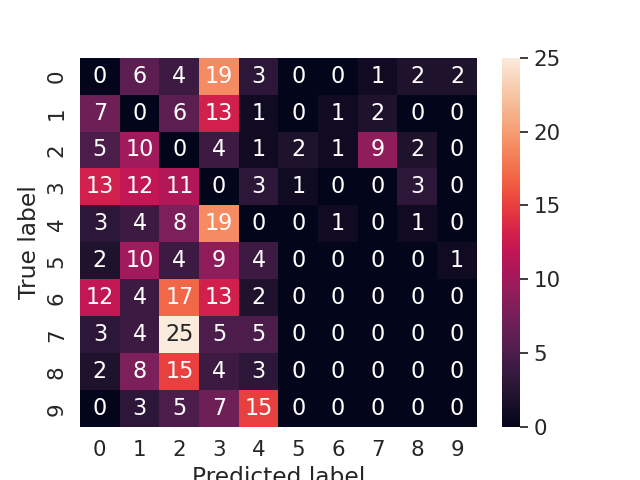 0 0 6 4 19 3 0 0 1 2 2
1 7 0 6 13 1 0 1 2 0 0
2 5 10 0 4 1 2 1 9 2 0
3 13 12 11 0 3 1 0 0 3 0
4 3 4 8 19 0 0 1 0 1 0
5 2 10 4 9 4 0 0 0 0 1
6 12 4 17 13 2 0 0 0 0 0
7 3 4 25 5 5 0 0 0 0 0
8 2 8 15 4 3 0 0 0 0 0
9 0 3 5 7 15 0 0 0 0 0
0 1 2 3 4 5 6 7 8 9
Predicted label
True label
25
20
15
10
5
0